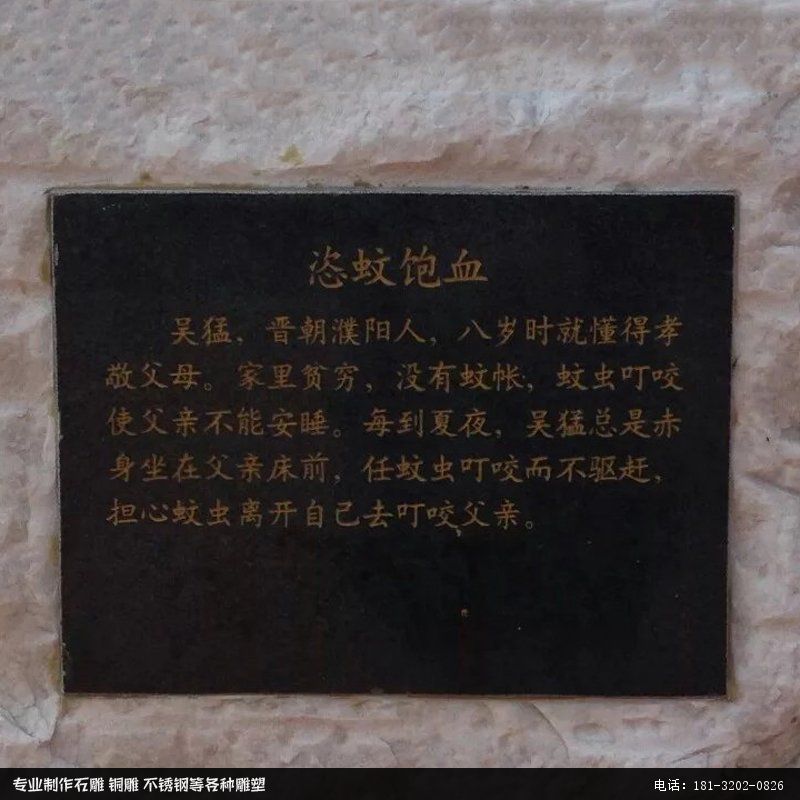 恣蚊饱血
吴猛，晋朝濮阳人，八岁时就懂得孝
敬父母。家里贫穷，没有蚊帐，蚊虫叮咬
使父亲不能安睡。每到夏夜，吴猛总是赤
身坐在父亲床前，任蚊虫叮咬而不驱赶，
担心蚊虫离开自己去叮咬父亲。
专业制作石雕 铜雕 不锈钢等各种雕塑
电话：181-3202-0826